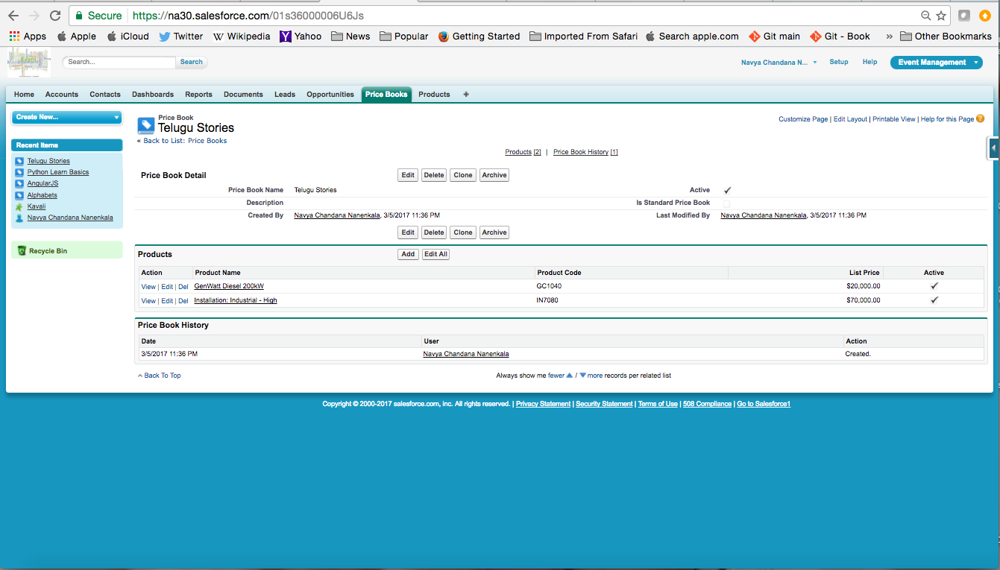 Secure https://na30.salesforce.com/01s36000006U6Js
Apps Apple iCloud Twitter Wikipedia Yahoo News Popular Getting Started Imported From Safari Search apple.com Git main Git - Book » Other Bookmarks
Search... Search Navya Chandana N... Setup Help Event Management
Home Accounts Contacts Dashboards Reports Documents Leads Opportunities Price Books Products +
Create New...
Recent Items
Telugu Stories
Python Learn Basics
AngularJS
Alphabets
Kavali
Navya Chandana Nanenkala
Recycle Bin
Price Book
Telugu Stories
« Back to List: Price Books
Customize Page | Edit Layout | Printable View | Help for this Page ?
Products [2] | Price Book History [1]
Price Book Detail Edit Delete Clone Archive
Price Book Name Telugu Stories Active ✓
Description Is Standard Price Book
Created By Navya Chandana Nanenkala, 3/5/2017 11:36 PM Last Modified By Navya Chandana Nanenkala, 3/5/2017 11:36 PM
Edit Delete Clone Archive
Products Add Edit All
Action Product Name Product Code List Price Active
View | Edit | Del GenWatt Diesel 200kW GC1040 $20,000.00 ✓
View | Edit | Del Installation: Industrial - High IN7080 $70,000.00 ✓
Price Book History
Date User Action
3/5/2017 11:36 PM Navya Chandana Nanenkala Created.
Back To Top Always show me fewer / more records per related list
Copyright © 2000-2017 salesforce.com, inc. All rights reserved. | Privacy Statement | Security Statement | Terms of Use | 508 Compliance | Go to Salesforce1